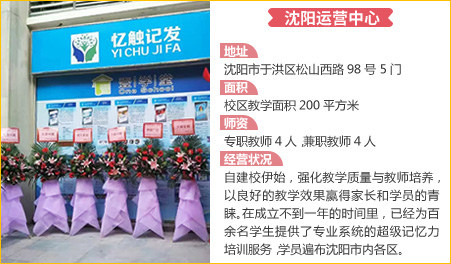 忆触记发
YI CHU JI FA
One School
沈阳运营中心
地址
沈阳市于洪区松山西路 98 号 5 门
面积
校区教学面积 200 平方米
师资
专职教师 4 人 ,兼职教师 4 人
经营状况
自建校伊始，强化教学质量与教师培养，
以良好的教学效果赢得家长和学员的青
睐。在成立不到一年的时间里，已经为百
余名学生提供了专业系统的超级记忆力
培训服务 ,学员遍布沈阳市内各区。